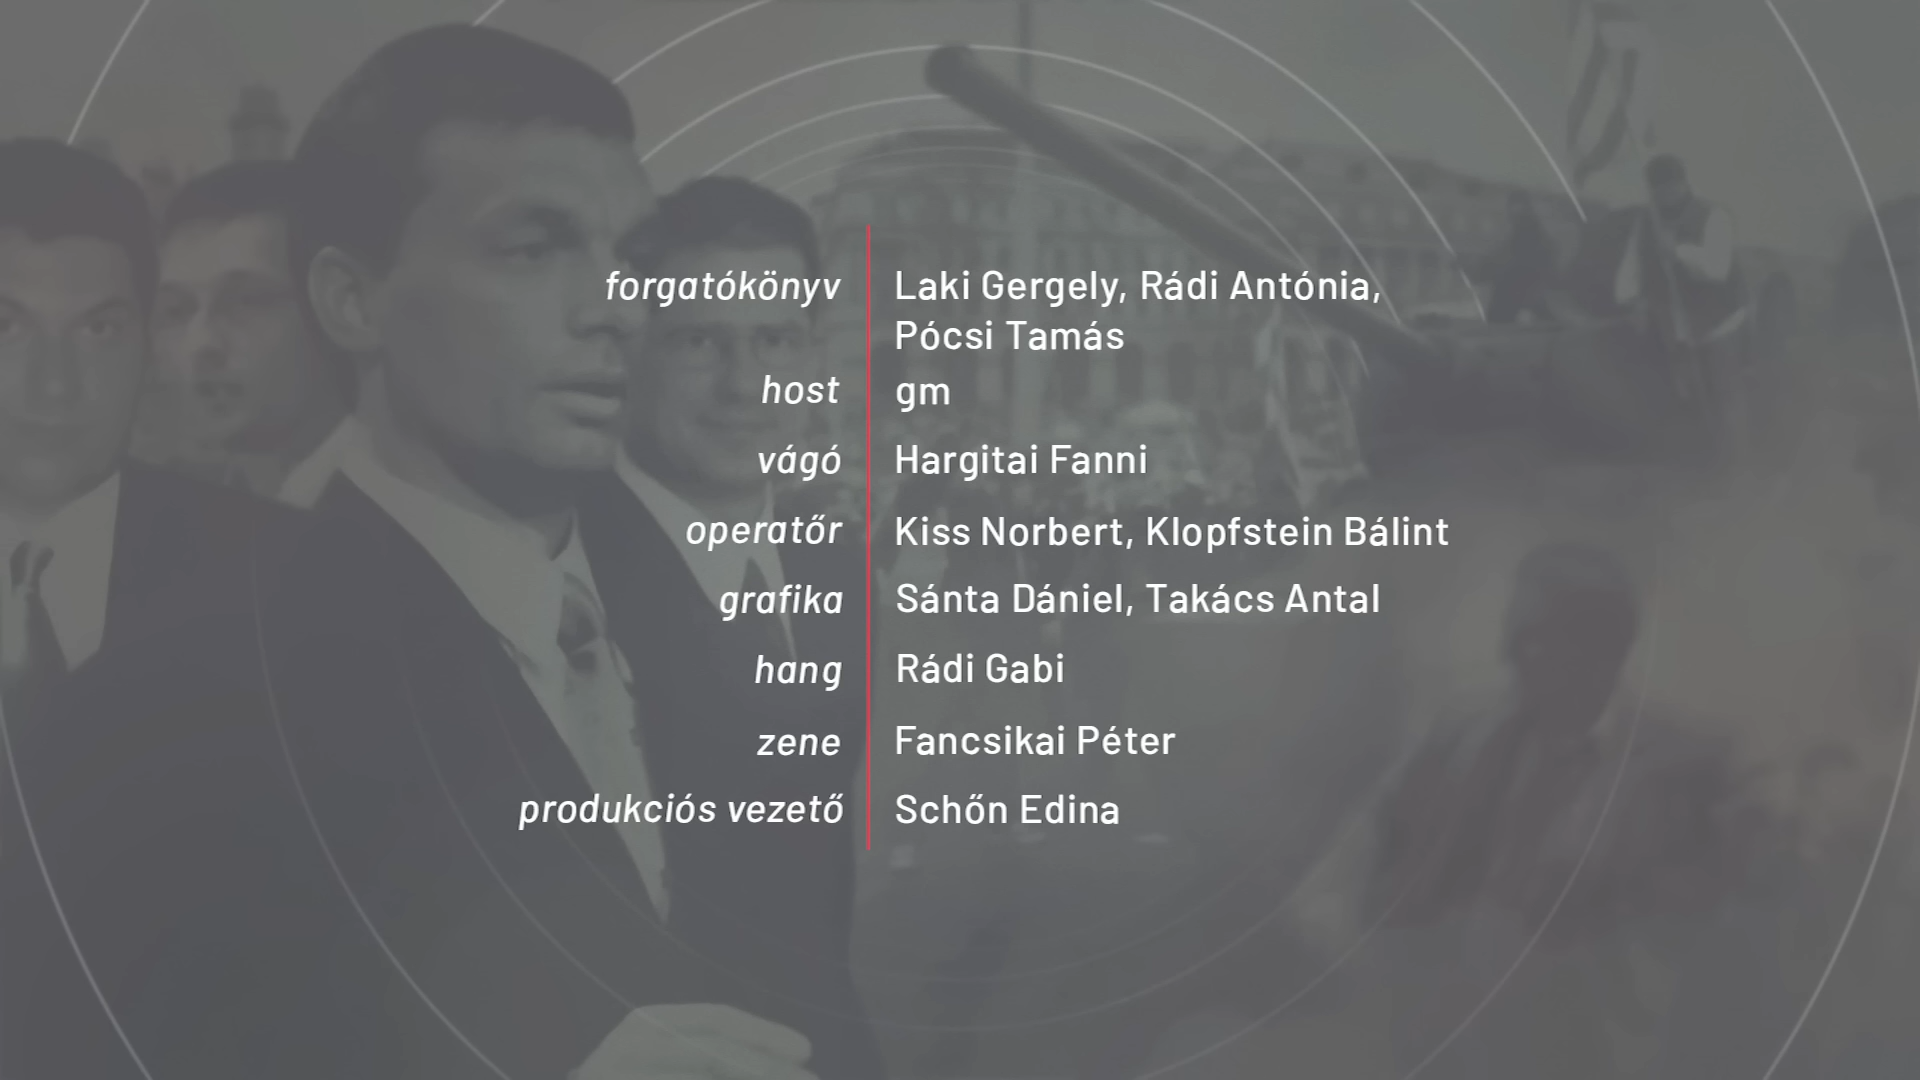 forgatókönyv Laki Gergely, Rádi Antónia,
Pócsi Tamás
host gm
vágó Hargitai Fanni
operatőr Kiss Norbert, Klopfstein Bálint
grafika Sánta Dániel, Takács Antal
hang Rádi Gabi
zene Fancsikai Péter
produkciós vezető Schőn Edina